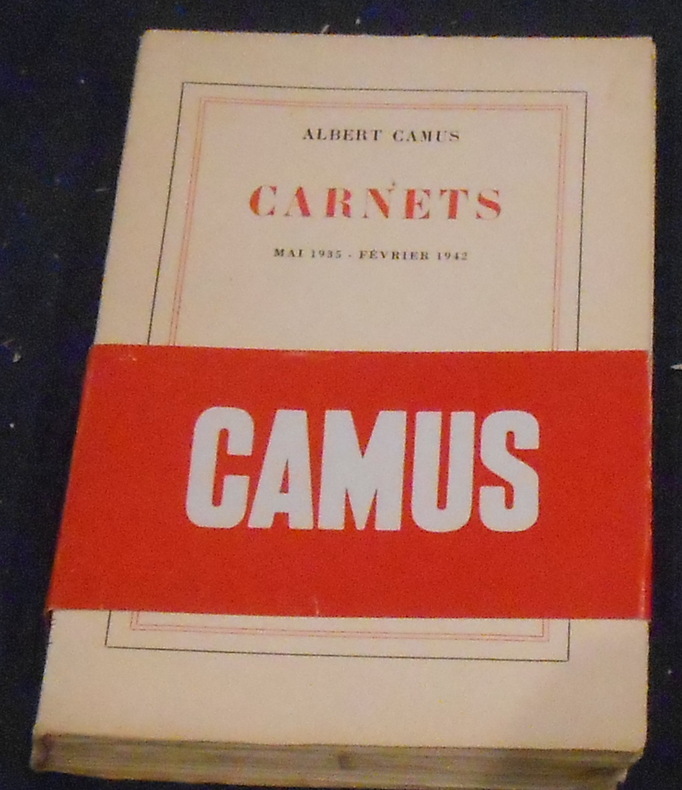 ALBERT CAMUS
CARNETS
MAI 1935 - FÉVRIER 1942
CAMUS